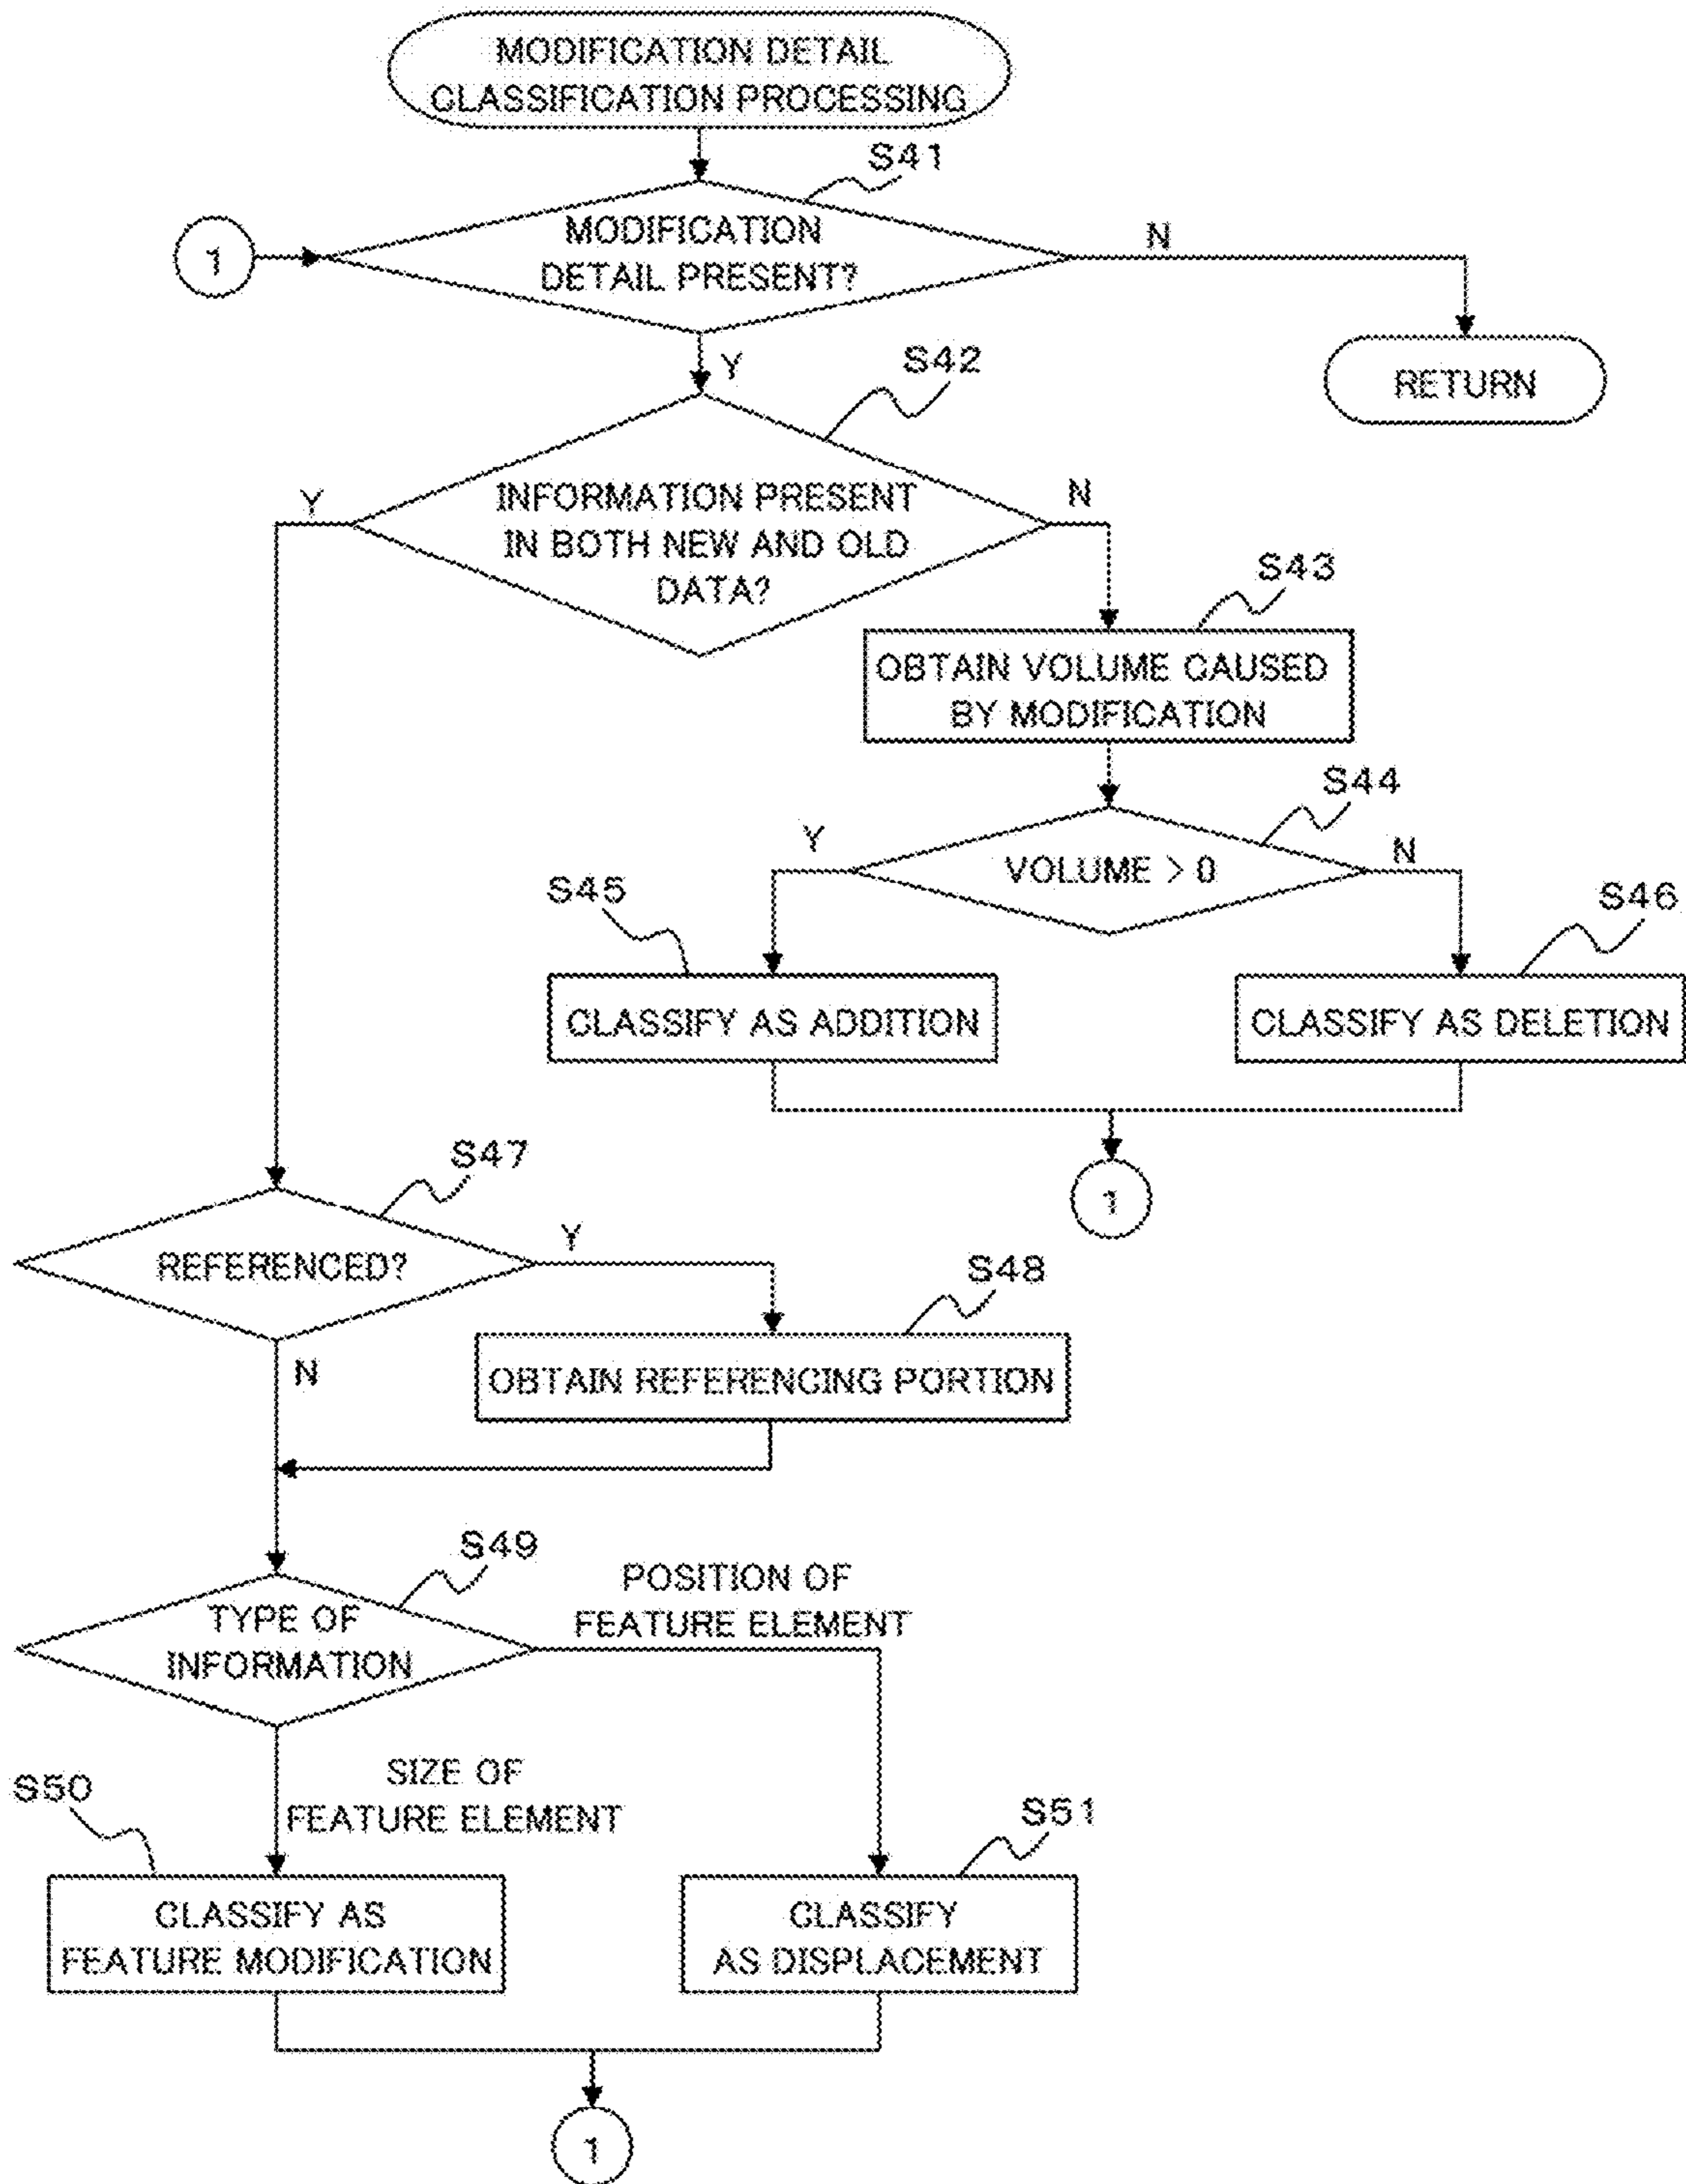 MODIFICATION DETAIL
CLASSIFICATION PROCESSING
S41
1
MODIFICATION
DETAIL PRESENT?
N
Y
RETURN
S42
Y
INFORMATION PRESENT
IN BOTH NEW AND OLD
DATA?
N
S43
OBTAIN VOLUME CAUSED
BY MODIFICATION
S44
Y
VOLUME > 0
N
S45
S46
CLASSIFY AS ADDITION
CLASSIFY AS DELETION
1
S47
REFERENCED?
Y
S48
N
OBTAIN REFERENCING PORTION
S49
TYPE OF
INFORMATION
POSITION OF
FEATURE ELEMENT
SIZE OF
FEATURE ELEMENT
S50
S51
CLASSIFY AS
FEATURE MODIFICATION
CLASSIFY
AS DISPLACEMENT
1